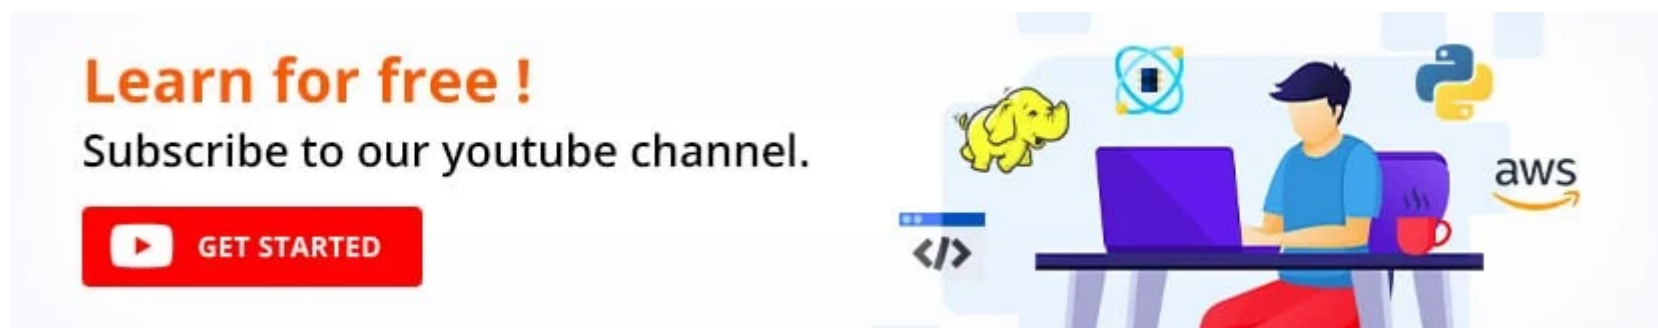 Learn for free !
Subscribe to our youtube channel.
GET STARTED
aws
</>